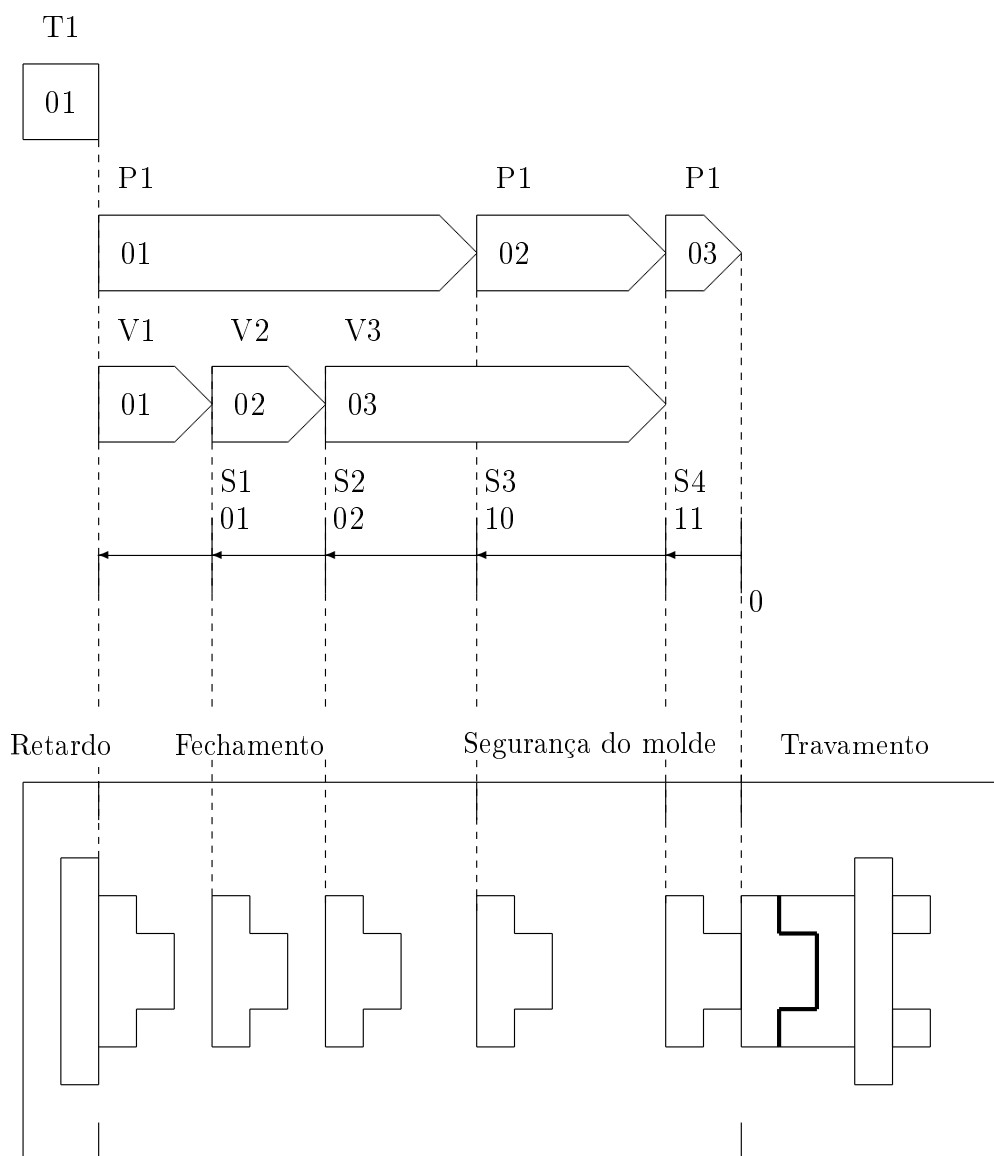 T1
01
P1 P1 P1
01 02 03
V1 V2 V3
01 02 03
S1 S2 S3 S4
01 02 10 11
0
Retardo Fechamento Segurança do molde Travamento